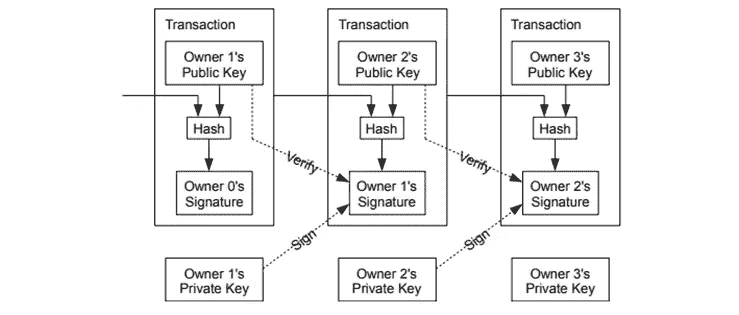 Transaction
Owner 1's
Public Key
Hash
Owner 0's
Signature
Transaction
Owner 2's
Public Key
Hash
Verify
Owner 1's
Signature
Sign
Transaction
Owner 3's
Public Key
Hash
Verify
Owner 2's
Signature
Sign
Owner 1's
Private Key
Owner 2's
Private Key
Owner 3's
Private Key